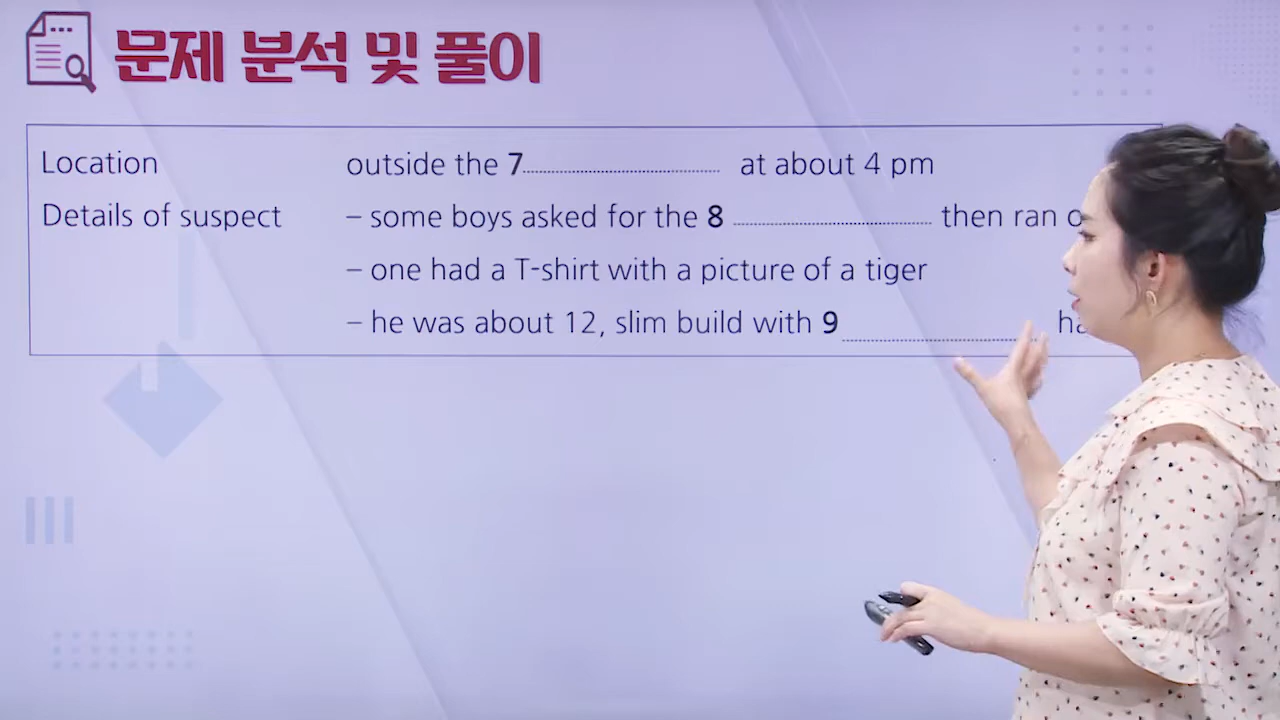 문제 분석 및 풀이
Location outside the 7.............................. at about 4 pm
Details of suspect – some boys asked for the 8 .............................. then ran
– one had a T-shirt with a picture of a tiger
– he was about 12, slim build with 9 ..............................